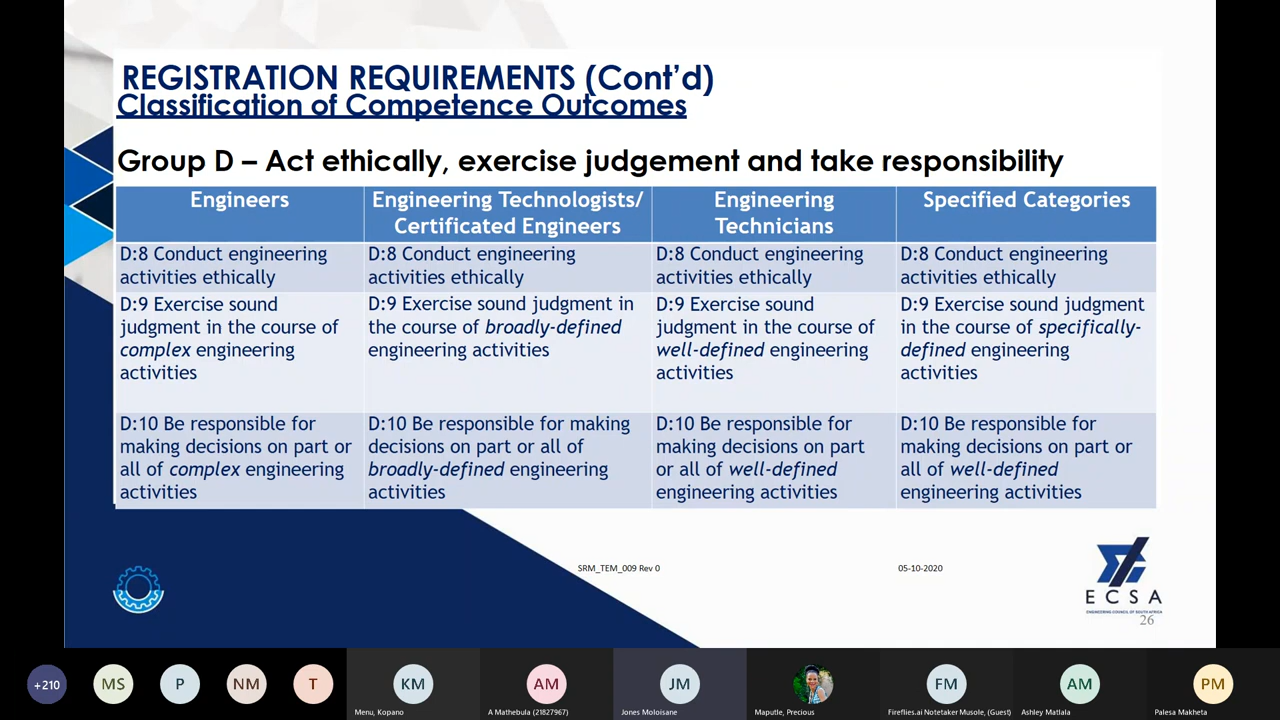 REGISTRATION REQUIREMENTS (Cont’d)
Classification of Competence Outcomes
Group D – Act ethically, exercise judgement and take responsibility
Engineers
Engineering Technologists/
Certificated Engineers
Engineering
Technicians
Specified Categories
D:8 Conduct engineering
activities ethically
D:8 Conduct engineering
activities ethically
D:8 Conduct engineering
activities ethically
D:8 Conduct engineering
activities ethically
D:9 Exercise sound
judgment in the course of
complex engineering
activities
D:9 Exercise sound judgment in
the course of broadly-defined
engineering activities
D:9 Exercise sound
judgment in the course of
well-defined engineering
activities
D:9 Exercise sound judgment
in the course of specifically-
defined engineering
activities
D:10 Be responsible for
making decisions on part or
all of complex engineering
activities
D:10 Be responsible for making
decisions on part or all of
broadly-defined engineering
activities
D:10 Be responsible for
making decisions on part
or all of well-defined
engineering activities
D:10 Be responsible for
making decisions on part or
all of well-defined
engineering activities
SRM_TEM_009 Rev 0
05-10-2020
ECSA
ENGINEERING COUNCIL OF SOUTH AFRICA
26
+210
MS
P
NM
T
KM
AM
JM
FM
AM
PM
Menu, Kopano
A Mathebula (21827967)
Jones Moloisane
Maputle, Precious
Fireflies.ai Notetaker Musole, (Guest)
Ashley Matlala
Palesa Makheta